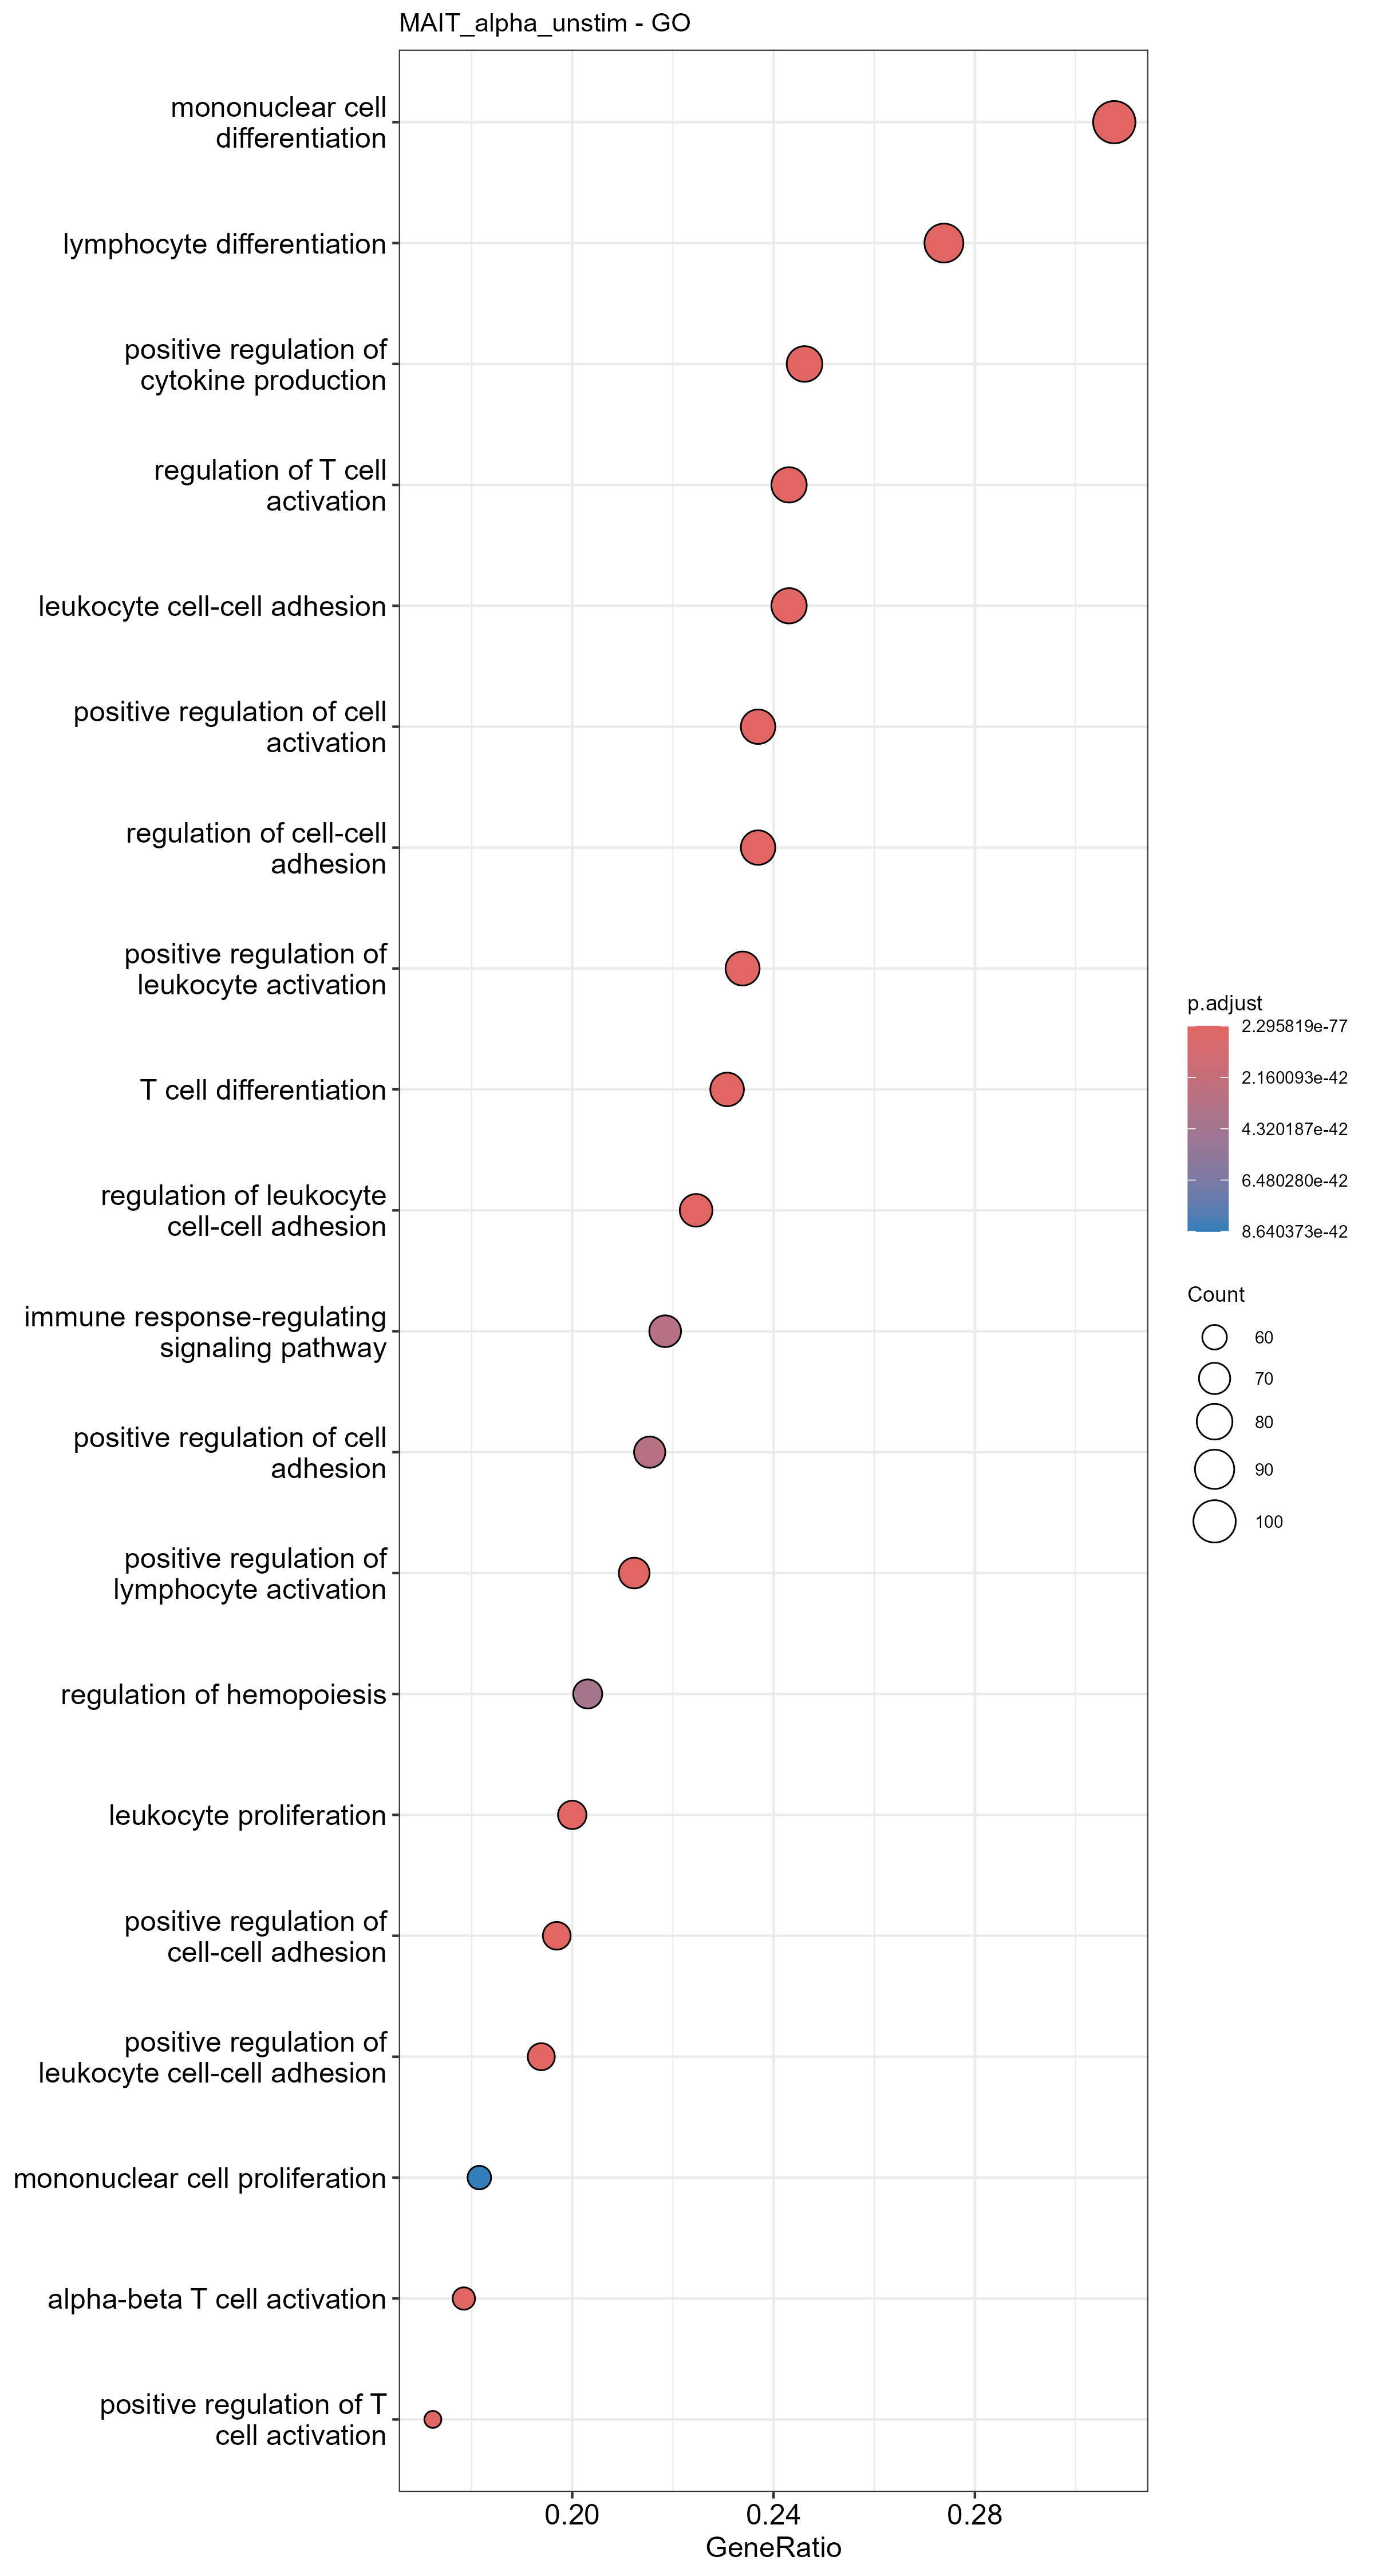 MAIT_alpha_unstim - GO
mononuclear cell
differentiation
lymphocyte differentiation
positive regulation of
cytokine production
regulation of T cell
activation
leukocyte cell-cell adhesion
positive regulation of cell
activation
regulation of cell-cell
adhesion
positive regulation of
leukocyte activation
T cell differentiation
regulation of leukocyte
cell-cell adhesion
immune response-regulating
signaling pathway
positive regulation of cell
adhesion
positive regulation of
lymphocyte activation
regulation of hemopoiesis
leukocyte proliferation
positive regulation of
cell-cell adhesion
positive regulation of
leukocyte cell-cell adhesion
mononuclear cell proliferation
alpha-beta T cell activation
positive regulation of T
cell activation
0.20
0.24
0.28
GeneRatio
p.adjust
2.295819e-77
2.160093e-42
4.320187e-42
6.480280e-42
8.640373e-42
Count
60
70
80
90
100